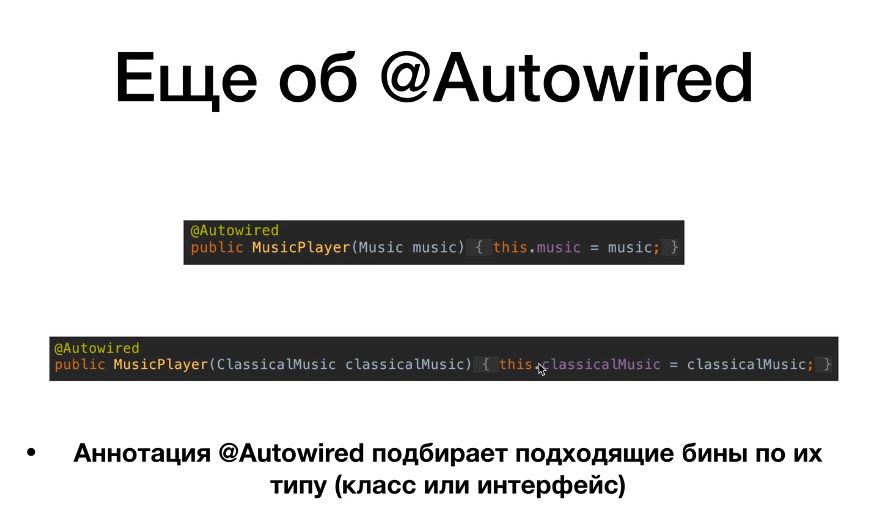 Еще об @Autowired
@Autowired
public MusicPlayer(Music music) { this.music = music; }
@Autowired
public MusicPlayer(ClassicalMusic classicalMusic) { this.classicalMusic = classicalMusic; }
• Аннотация @Autowired подбирает подходящие бины по их
типу (класс или интерфейс)